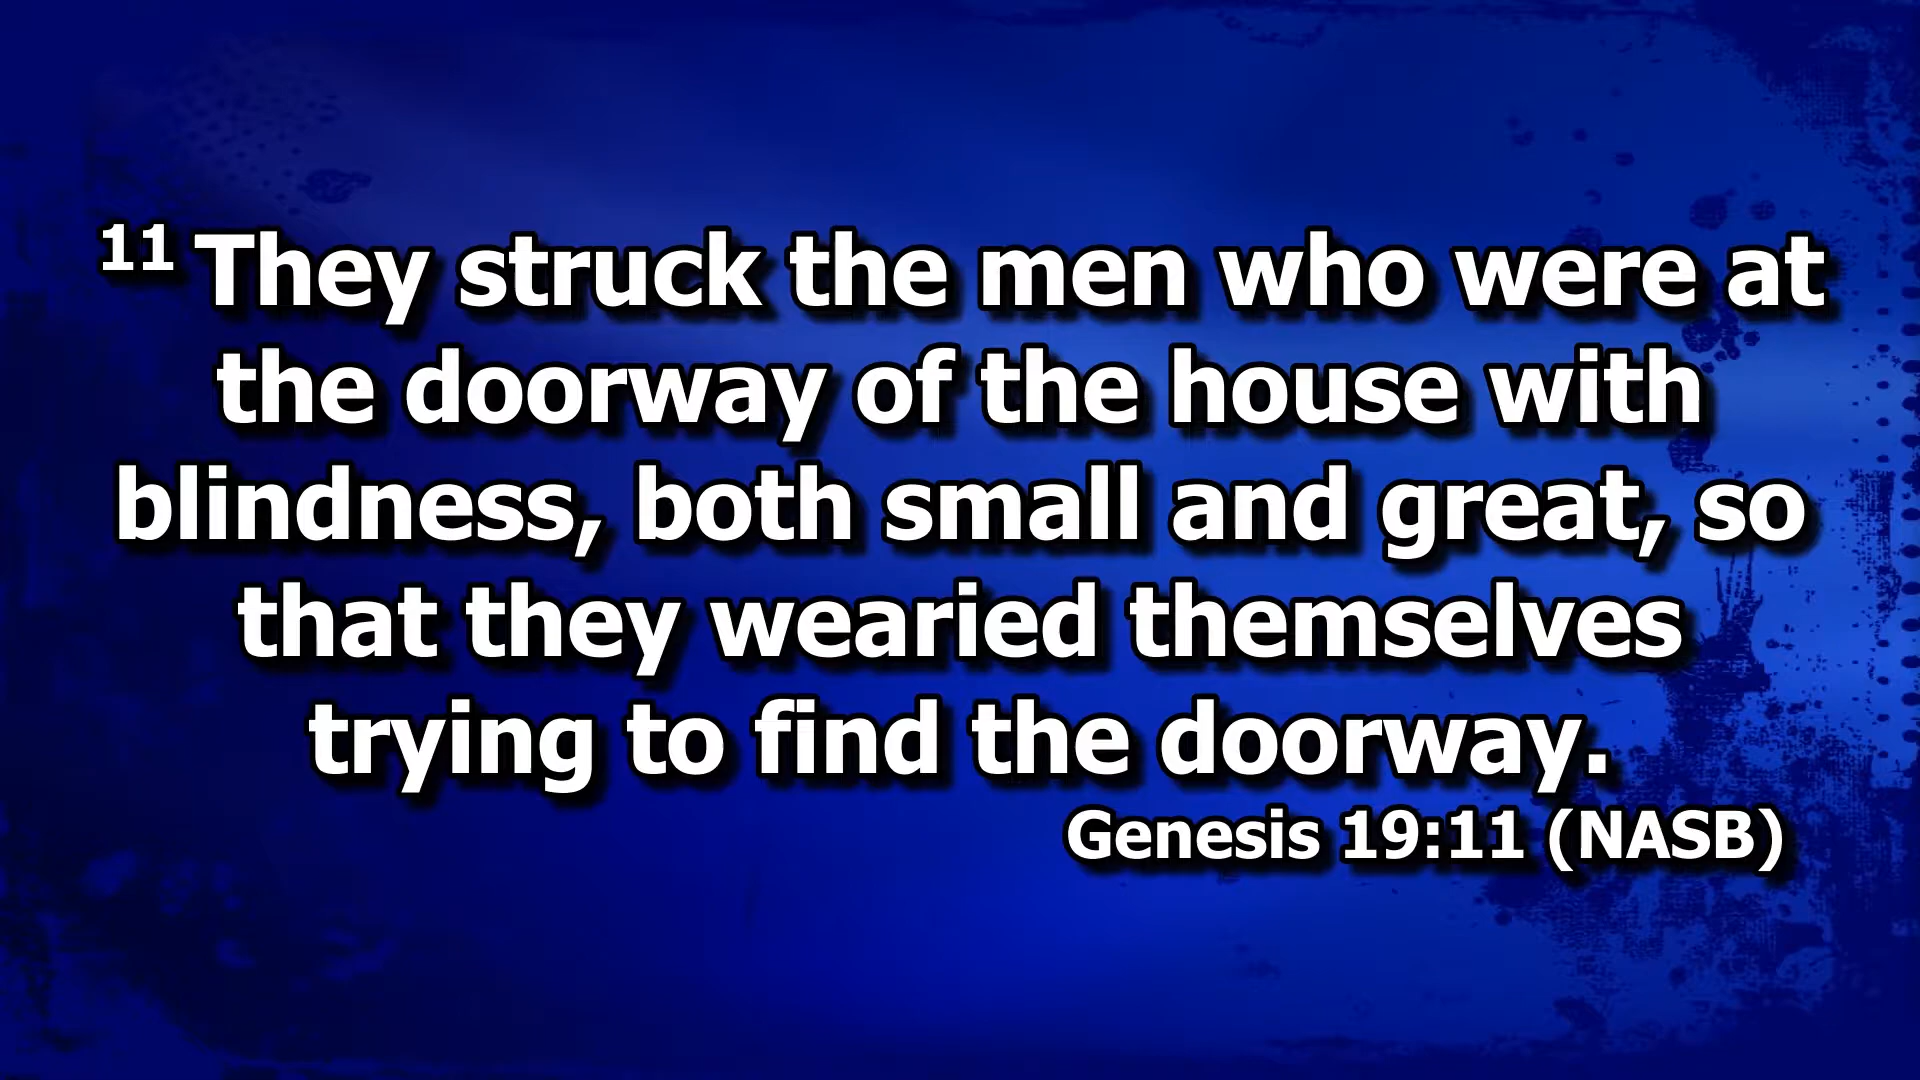 11 They struck the men who were at
the doorway of the house with
blindness, both small and great, so
that they wearied themselves
trying to find the doorway.
Genesis 19:11 (NASB)